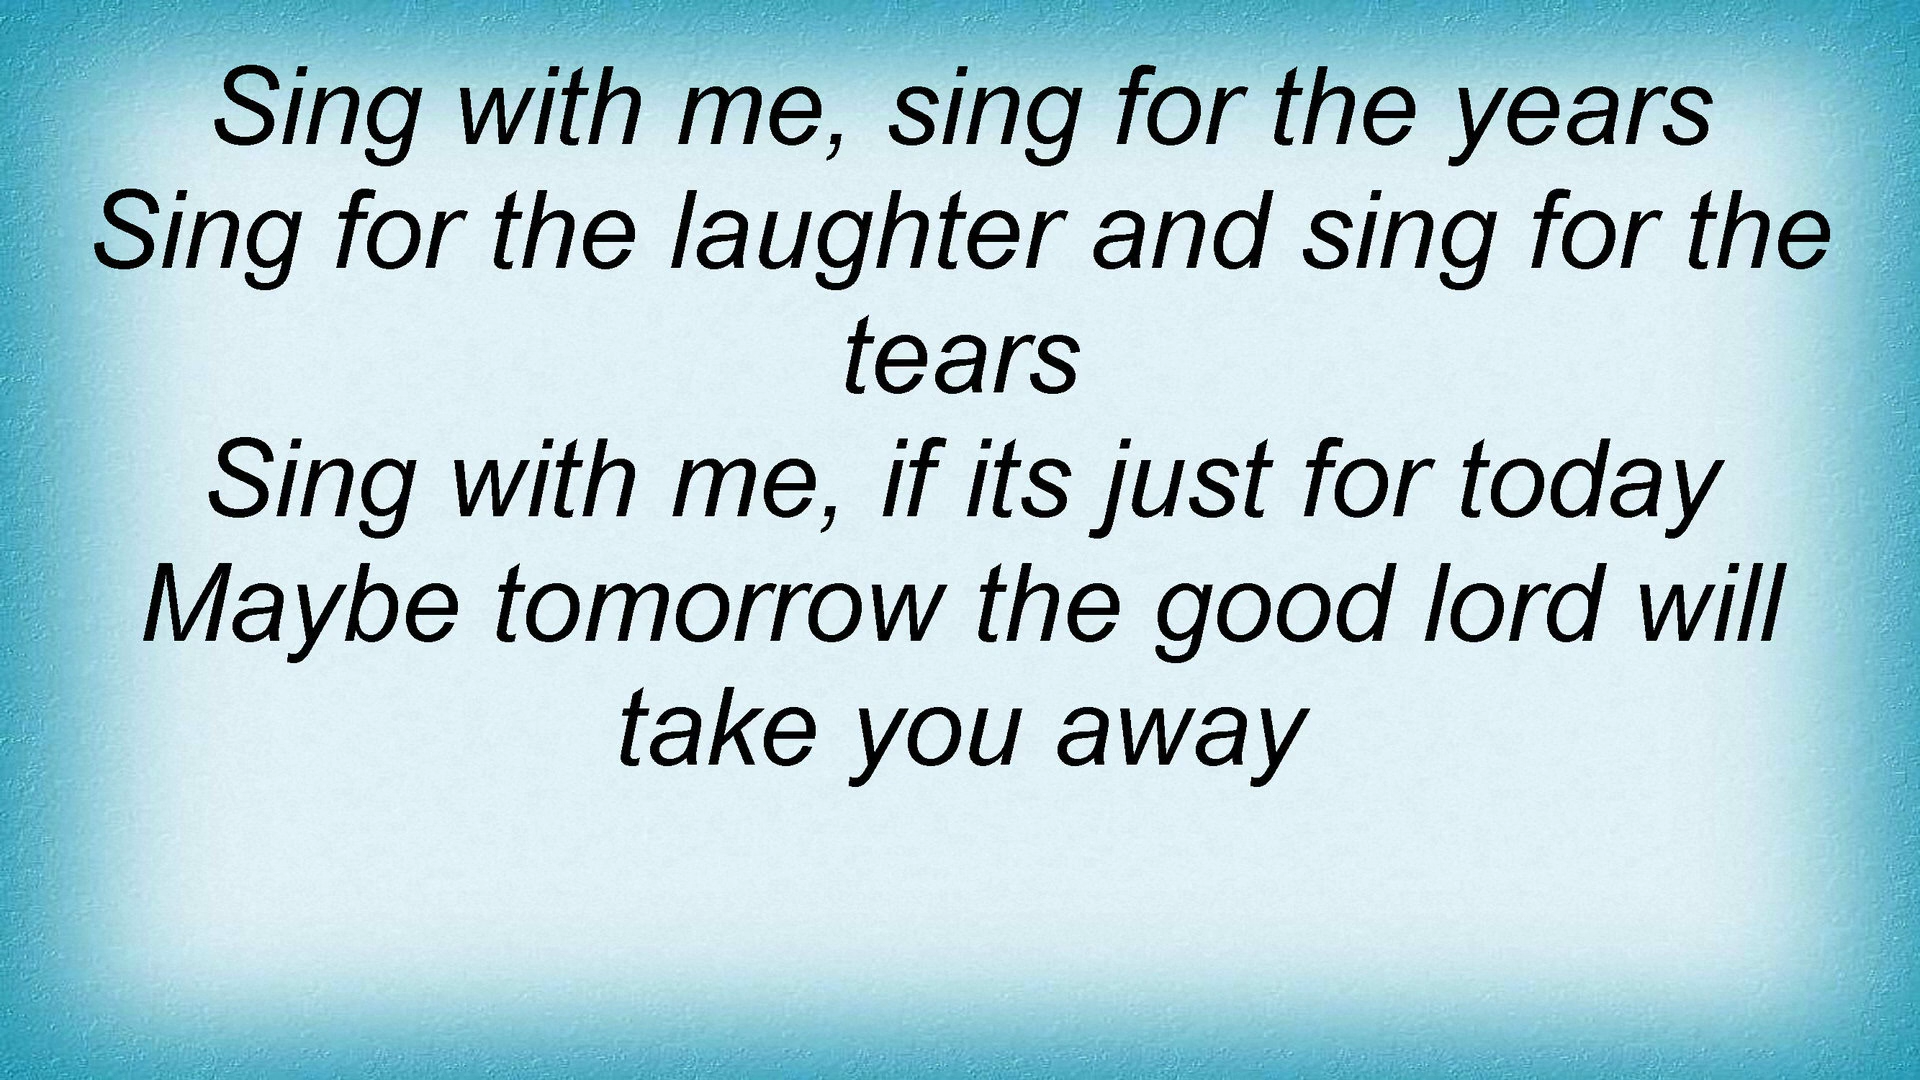 Sing with me, sing for the years
Sing for the laughter and sing for the
tears
Sing with me, if its just for today
Maybe tomorrow the good lord will
take you away